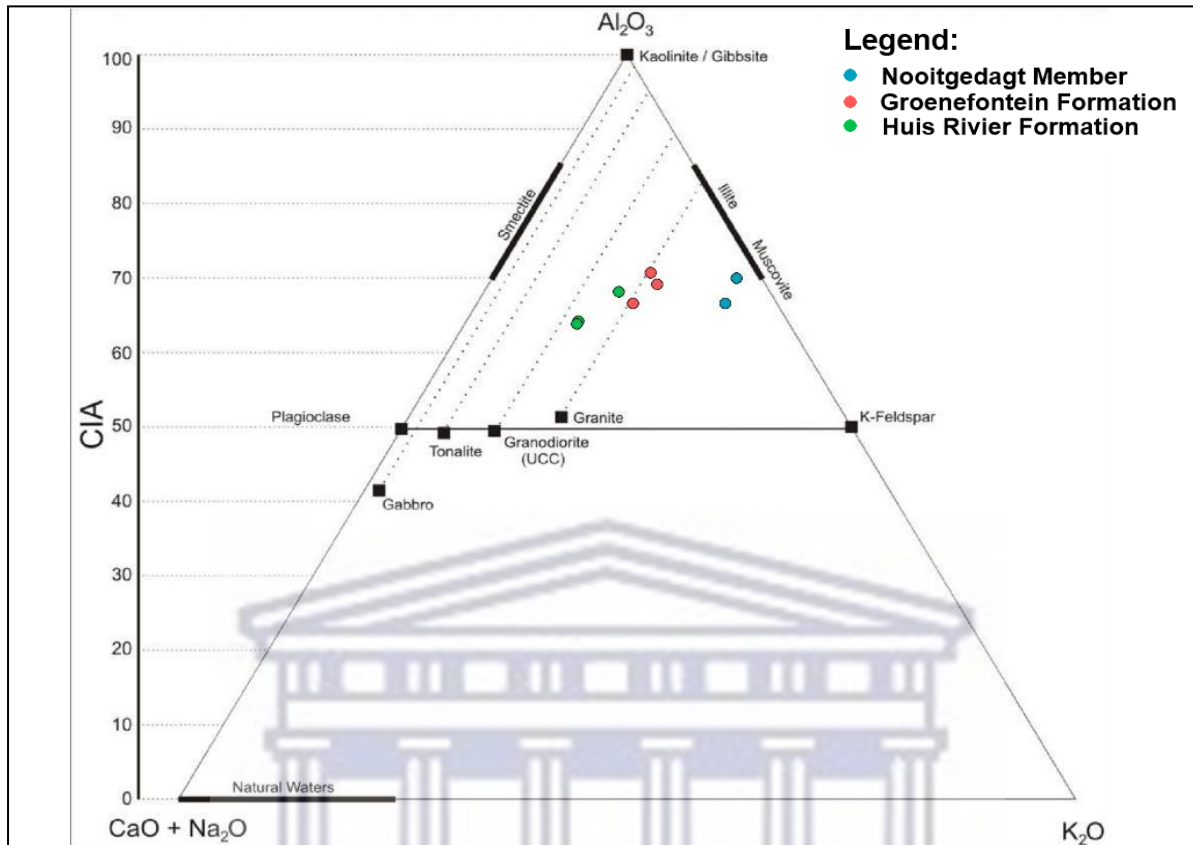 Al₂O₃
Legend:
Nooitgedagt Member
Groenefontein Formation
Huis Rivier Formation
100
Kaolinite / Gibbsite
90
80
Smectite
Illite
Muscovite
70
60
CIA
50
Plagioclase
Tonalite
Granodiorite
(UCC)
Granite
K-Feldspar
Gabbro
40
30
20
10
0
Natural Waters
CaO + Na₂O
K₂O